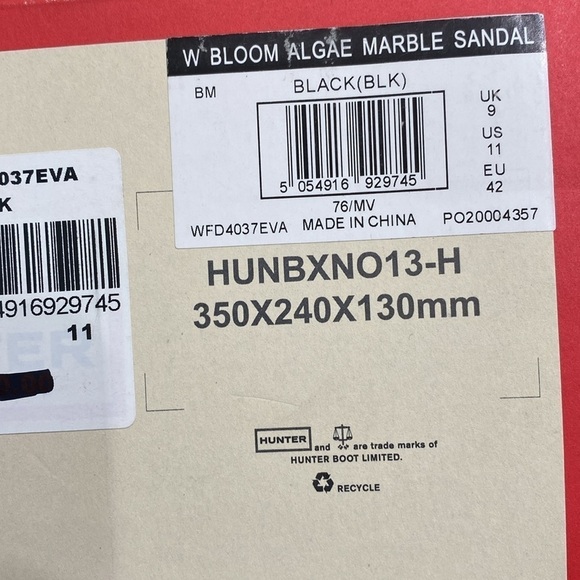 W BLOOM ALGAE MARBLE SANDAL
BM
BLACK(BLK)
UK
9
US
11
EU
42
5 054916 929745
76/MV
WFD4037EVA MADE IN CHINA PO20004357
037EVA
K
4916929745
11
HUNBXNO13-H
350X240X130mm
HUNTER and are trade marks of
HUNTER BOOT LIMITED.
RECYCLE